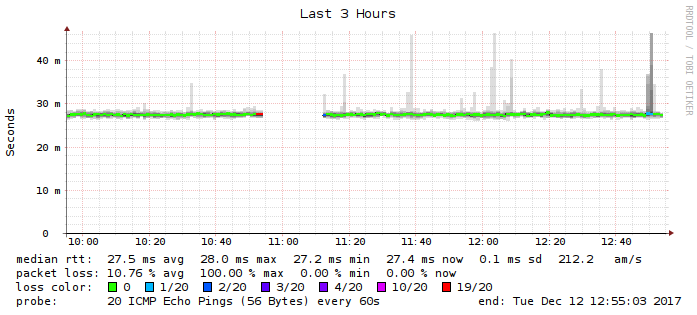 Last 3 Hours
RRDTOOL / TOBI OETIKER
Seconds
40 m
30 m
20 m
10 m
0
10:00 10:20 10:40 11:00 11:20 11:40 12:00 12:20 12:40
median rtt: 27.5 ms avg 28.0 ms max 27.2 ms min 27.4 ms now 0.1 ms sd 212.2 am/s
packet loss: 10.76 % avg 100.00 % max 0.00 % min 0.00 % now
loss color: 0 1/20 2/20 3/20 4/20 10/20 19/20
probe: 20 ICMP Echo Pings (56 Bytes) every 60s end: Tue Dec 12 12:55:03 2017